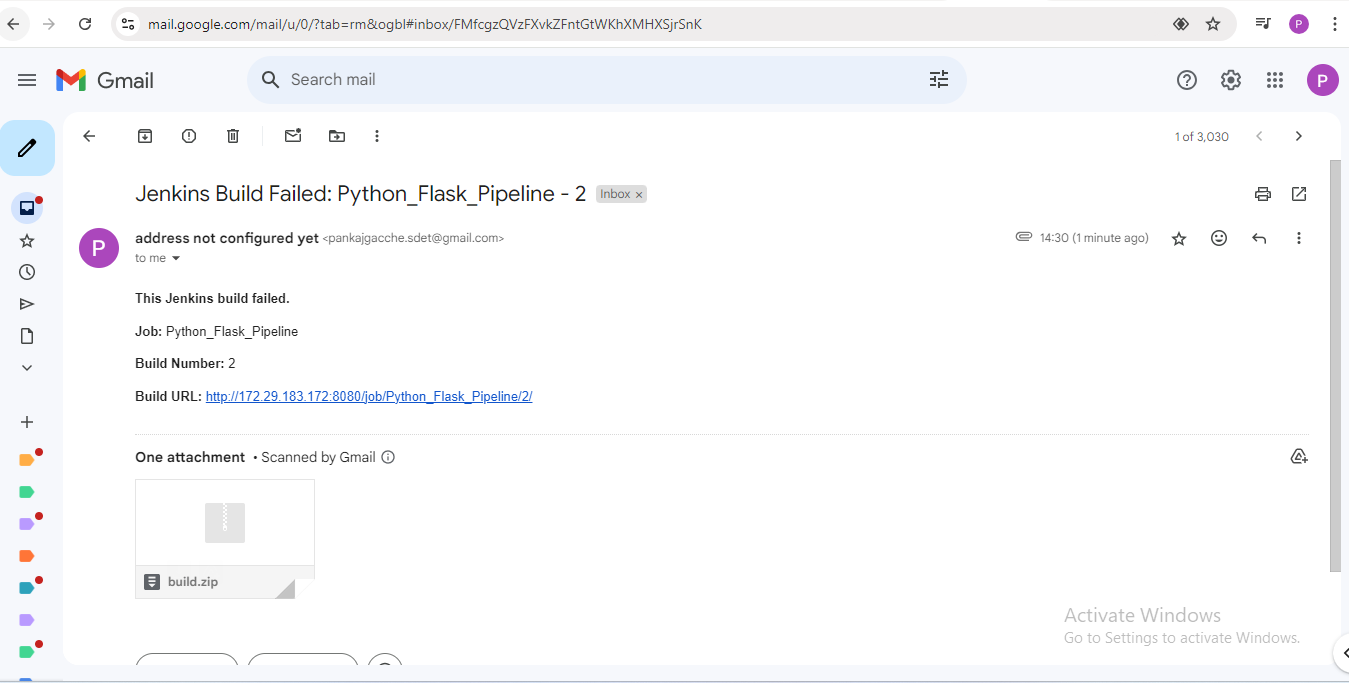 mail.google.com/mail/u/0/?tab=rm&ogbl#inbox/FMfcgzQVzFXvkZFntGtWKhXMHXSjrSnK
P
Gmail
Search mail
P
1 of 3,030
Jenkins Build Failed: Python_Flask_Pipeline - 2 Inbox ×
P
address not configured yet <pankajgacche.sdet@gmail.com>
14:30 (1 minute ago)
to me
This Jenkins build failed.
Job: Python_Flask_Pipeline
Build Number: 2
Build URL: http://172.29.183.172:8080/job/Python_Flask_Pipeline/2/
One attachment • Scanned by Gmail
build.zip
Activate Windows
Go to Settings to activate Windows.